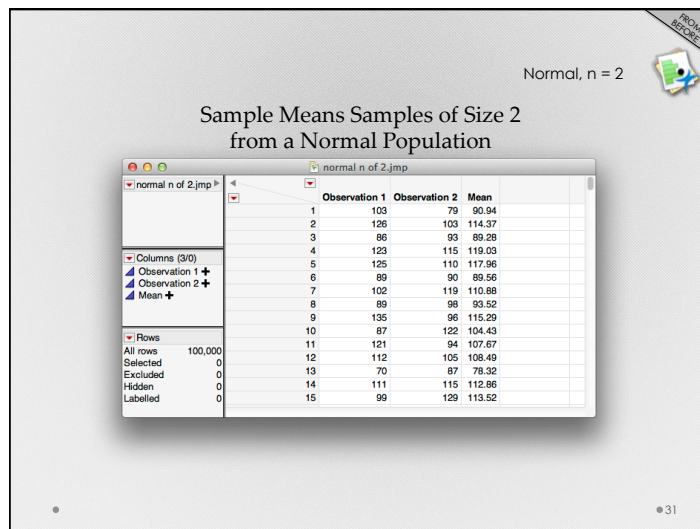 FROM
BEFORE
Normal, n = 2
Sample Means Samples of Size 2
from a Normal Population
normal n of 2.jmp
normal n of 2.jmp
Columns (3/0)
Observation 1
Observation 2
Mean
Rows
All rows 100,000
Selected 0
Excluded 0
Hidden 0
Labelled 0
Observation 1 Observation 2 Mean
1 103 79 90.94
2 126 103 114.37
3 86 93 89.28
4 123 115 119.03
5 125 110 117.96
6 89 90 89.56
7 102 119 110.88
8 89 98 93.52
9 135 96 115.29
10 87 122 104.43
11 121 94 107.67
12 112 105 108.49
13 70 87 78.32
14 111 115 112.86
15 99 129 113.52
31